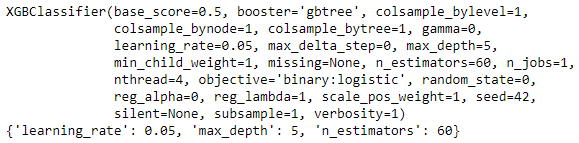 XGBClassifier(base_score=0.5, booster='gbtree', colsample_bylevel=1,
colsample_bynode=1, colsample_bytree=1, gamma=0,
learning_rate=0.05, max_delta_step=0, max_depth=5,
min_child_weight=1, missing=None, n_estimators=60, n_jobs=1,
nthread=4, objective='binary:logistic', random_state=0,
reg_alpha=0, reg_lambda=1, scale_pos_weight=1, seed=42,
silent=None, subsample=1, verbosity=1)
{'learning_rate': 0.05, 'max_depth': 5, 'n_estimators': 60}